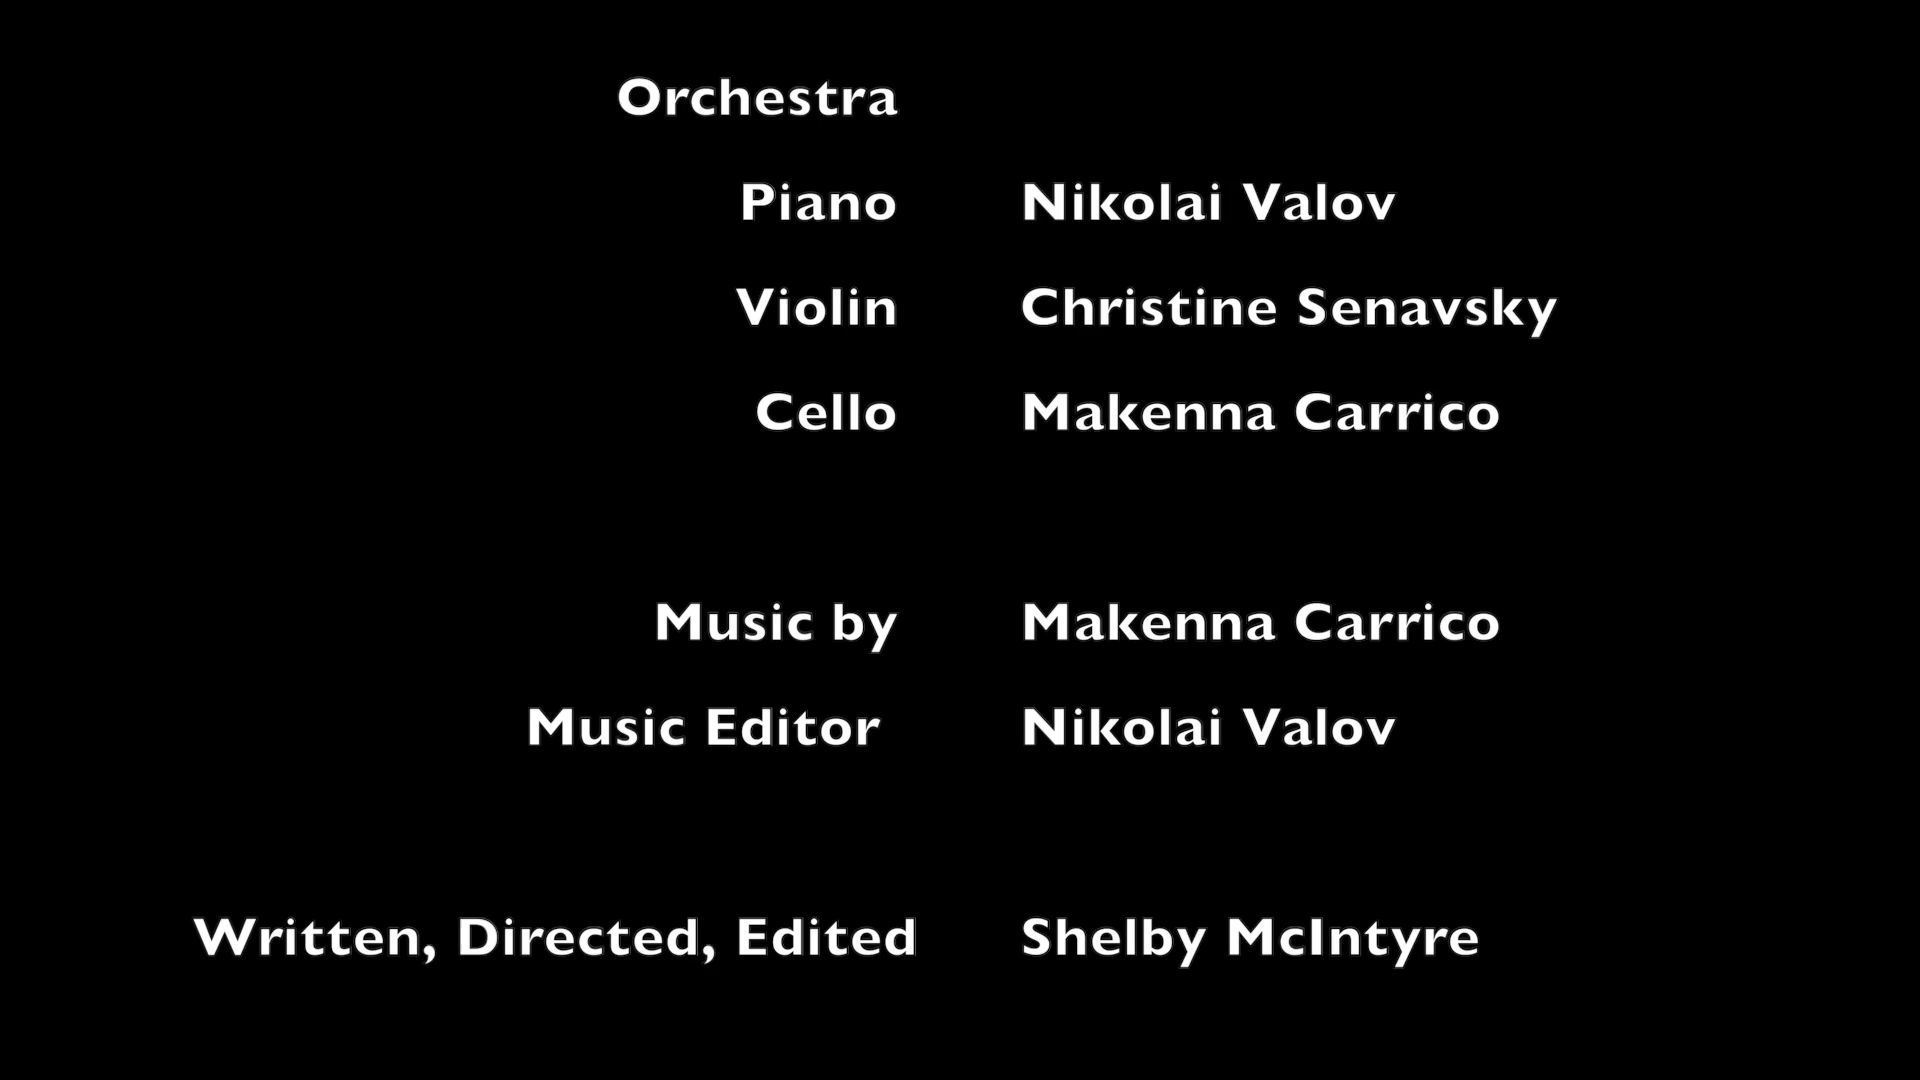 Orchestra
Piano Nikolai Valov
Violin Christine Senavsky
Cello Makenna Carrico
Music by Makenna Carrico
Music Editor Nikolai Valov
Written, Directed, Edited Shelby McIntyre